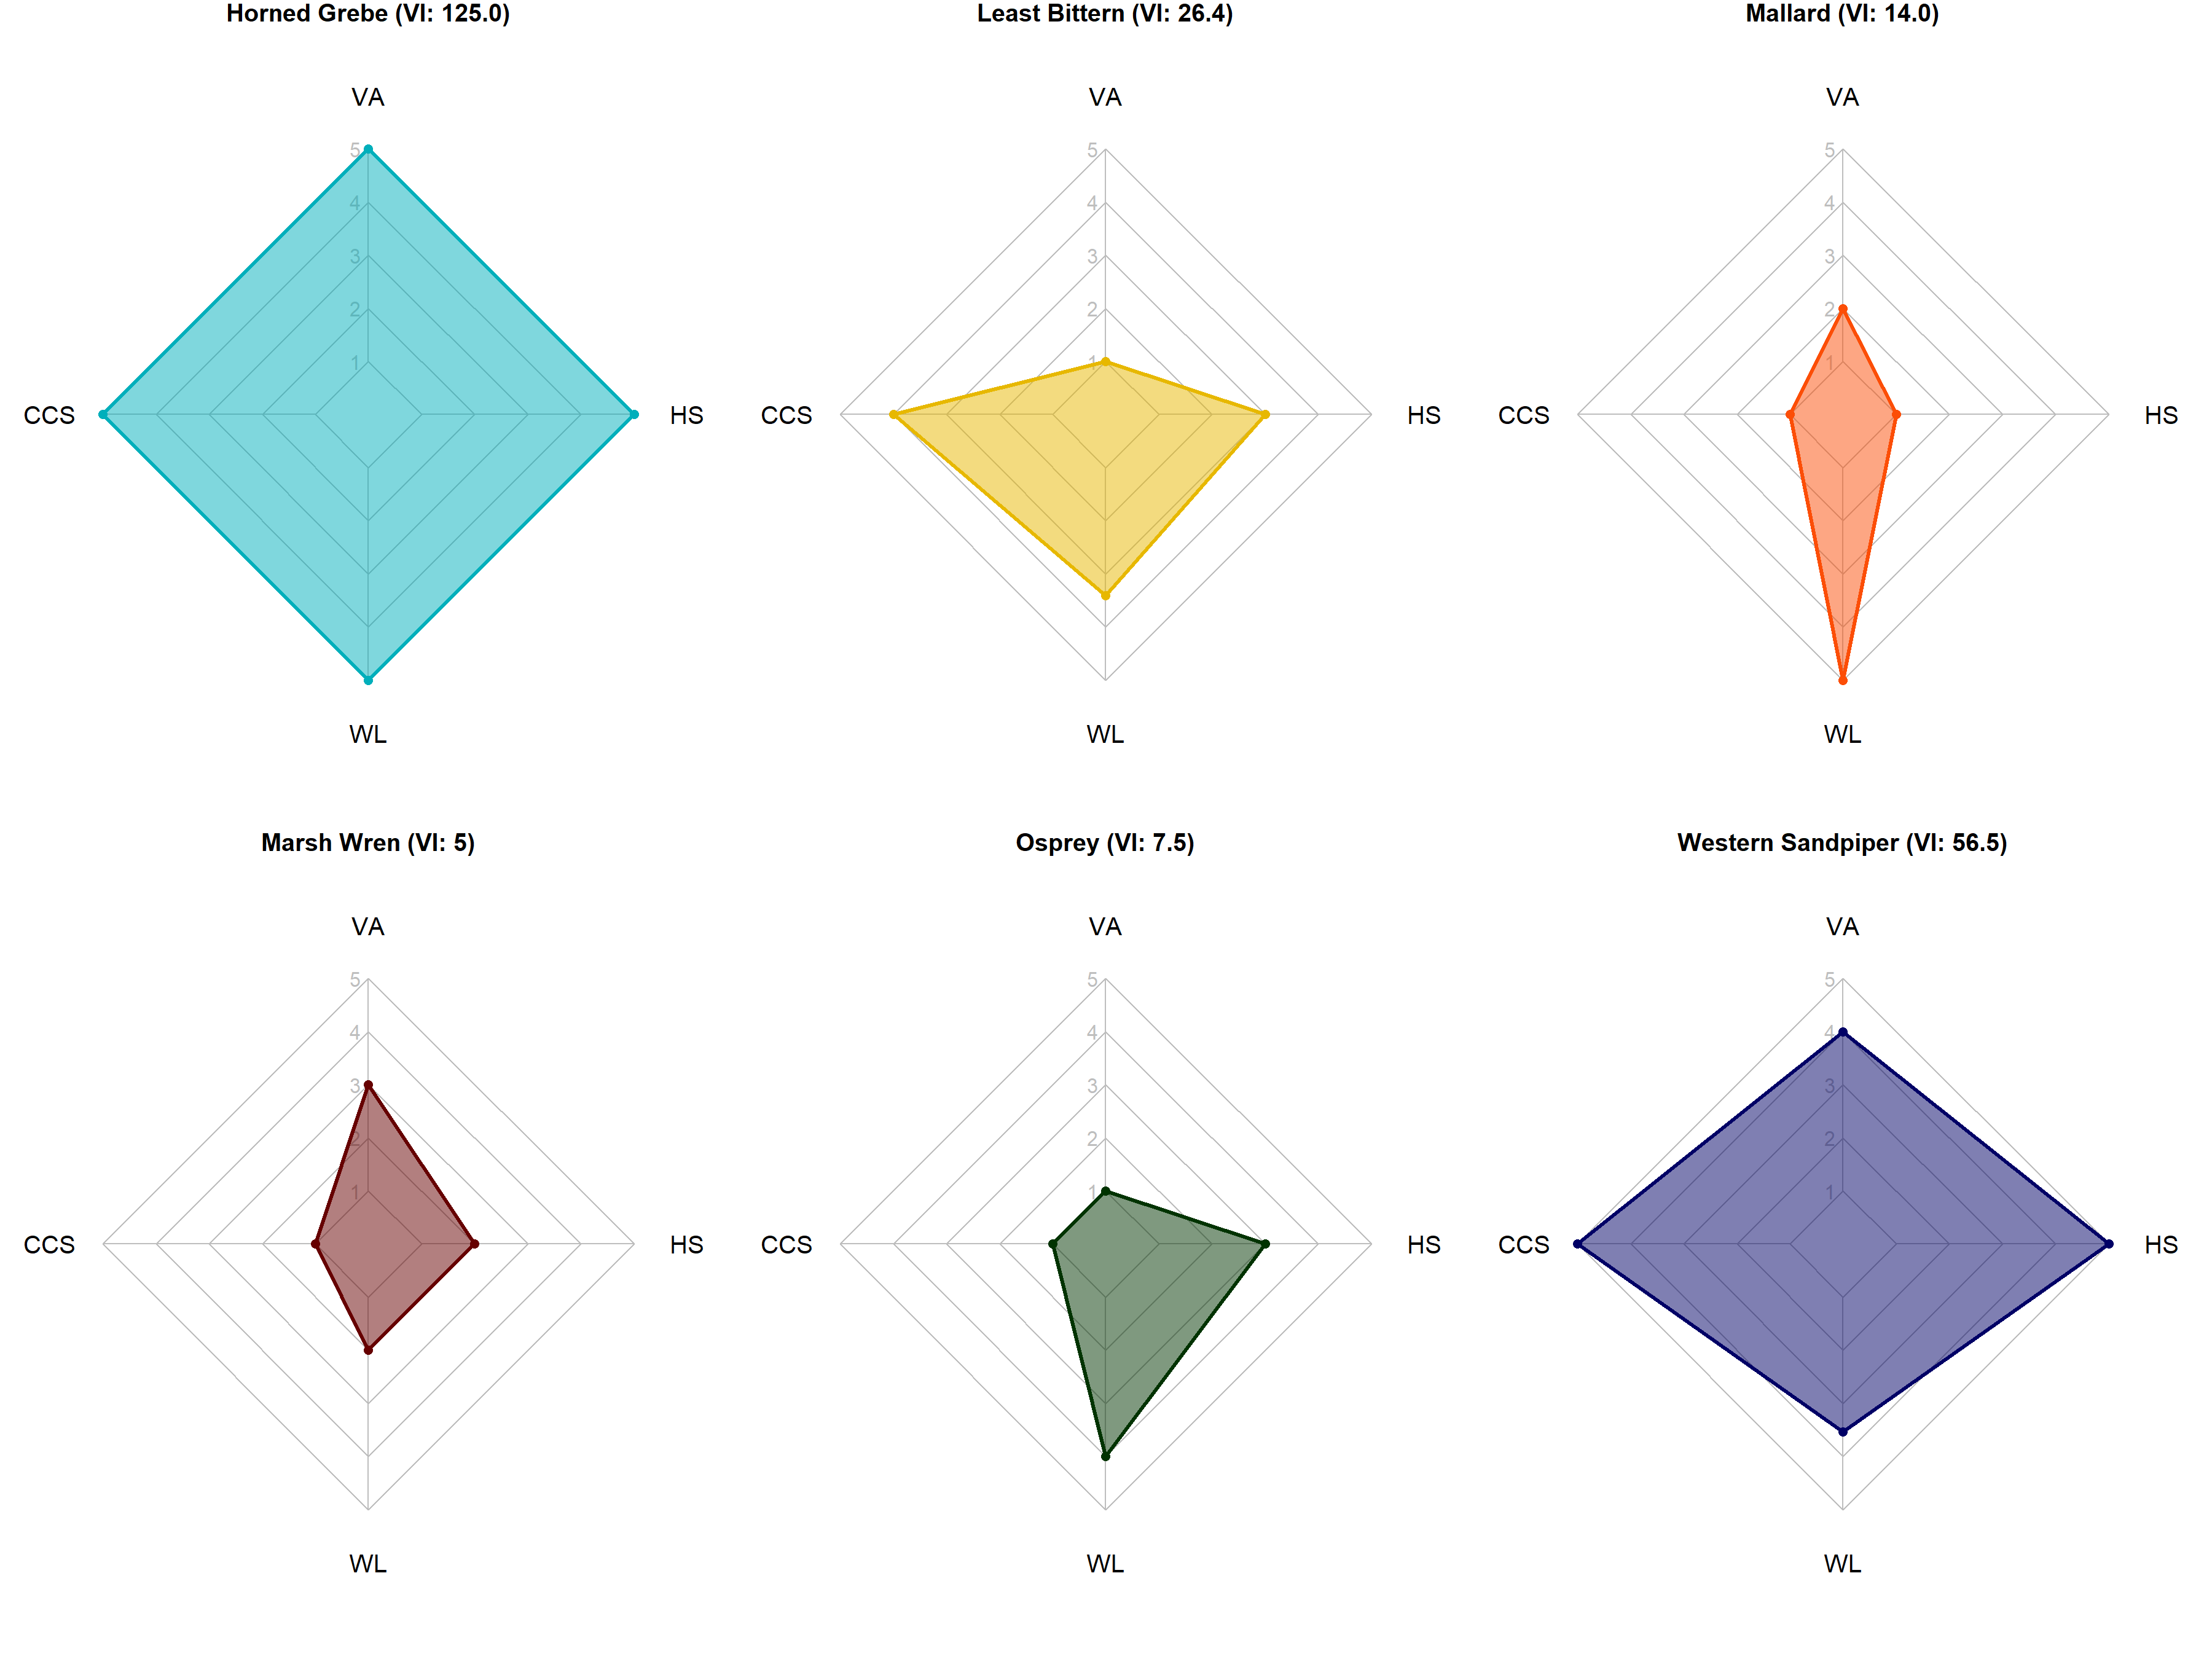 Horned Grebe (VI: 125.0)
VA
5
4
3
2
1
CCS
HS
WL
Least Bittern (VI: 26.4)
VA
5
4
3
2
1
CCS
HS
WL
Mallard (VI: 14.0)
VA
5
4
3
2
1
CCS
HS
WL
Marsh Wren (VI: 5)
VA
5
4
3
2
1
CCS
HS
WL
Osprey (VI: 7.5)
VA
5
4
3
2
1
CCS
HS
WL
Western Sandpiper (VI: 56.5)
VA
5
4
3
2
1
CCS
HS
WL